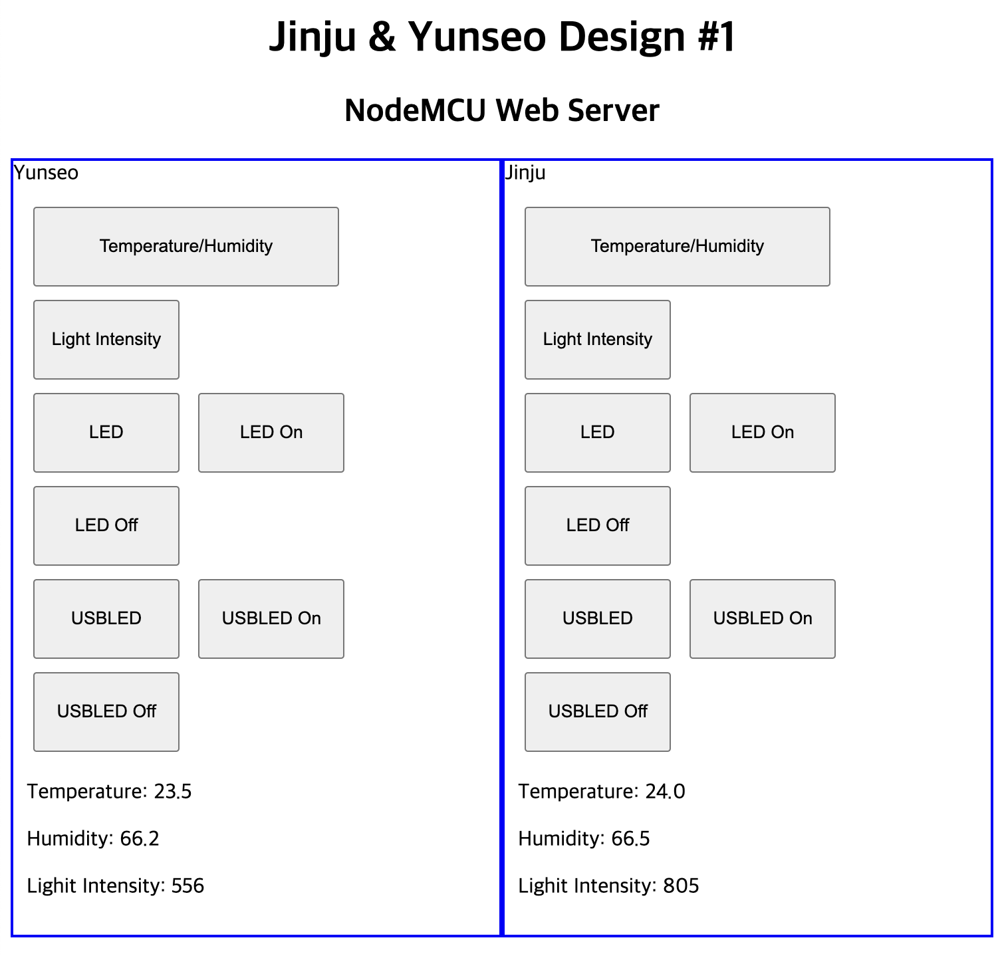 Jinju & Yunseo Design #1
NodeMCU Web Server
Yunseo
Temperature/Humidity
Light Intensity
LED
LED On
LED Off
USBLED
USBLED On
USBLED Off
Temperature: 23.5
Humidity: 66.2
Lighit Intensity: 556
Jinju
Temperature/Humidity
Light Intensity
LED
LED On
LED Off
USBLED
USBLED On
USBLED Off
Temperature: 24.0
Humidity: 66.5
Lighit Intensity: 805